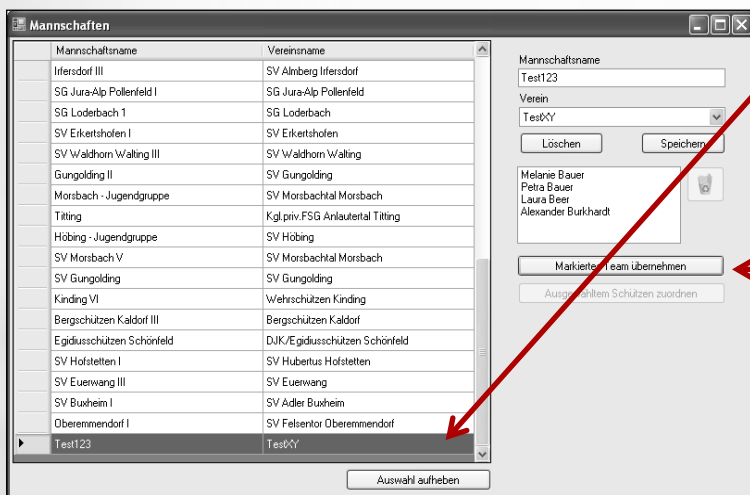 Mannschaften
Mannschaftsname Vereinsname
Irfersdorf III SV Almberg Irfersdorf
SG Jura-Alp Pollenfeld I SG Jura-Alp Pollenfeld
SG Loderbach 1 SG Loderbach
SV Erkertshofen I SV Erkertshofen
SV Waldhorn Walting III SV Waldhorn Walting
Gungolding II SV Gungolding
Morsbach - Jugendgruppe SV Morsbachtal Morsbach
Titting Kgl.priv.FSG Anlautertal Titting
Höbing - Jugendgruppe SV Höbing
SV Morsbach V SV Morsbachtal Morsbach
SV Gungolding SV Gungolding
Kinding VI Wehrschützen Kinding
Bergschützen Kaldorf III Bergschützen Kaldorf
Egidiusschützen Schönfeld DJK/Egidiusschützen Schönfeld
SV Hofstetten I SV Hubertus Hofstetten
SV Euerwang III SV Euerwang
SV Buxheim I SV Adler Buxheim
Oberemmendorf I SV Felsentor Oberemmendorf
Test123 TestXY
Auswahl aufheben
Mannschaftsname
Test123
Verein
TestXY
Löschen Speichern
Melanie Bauer
Petra Bauer
Laura Beer
Alexander Burkhardt
Markiertes Team übernehmen
Ausgewähltem Schützen zuordnen